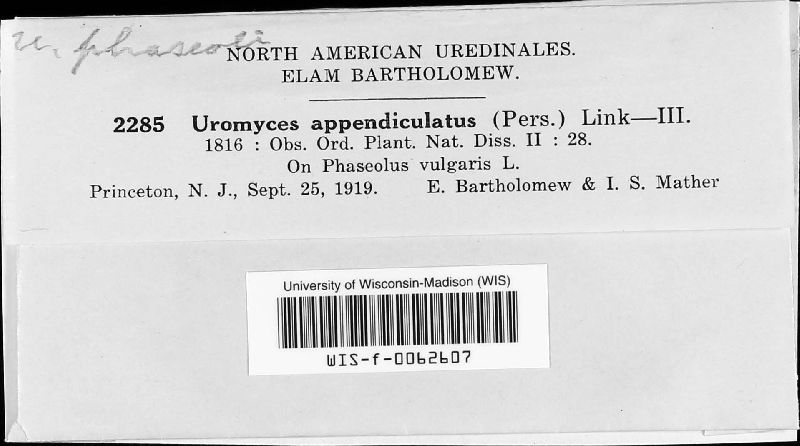 U. phaseoli
NORTH AMERICAN UREDINALES.
ELAM BARTHOLOMEW.
2285 Uromyces appendiculatus (Pers.) Link—III.
1816 : Obs. Ord. Plant. Nat. Diss. II : 28.
On Phaseolus vulgaris L.
Princeton, N. J., Sept. 25, 1919. E. Bartholomew & I. S. Mather
University of Wisconsin-Madison (WIS)
WIS-f-0062607